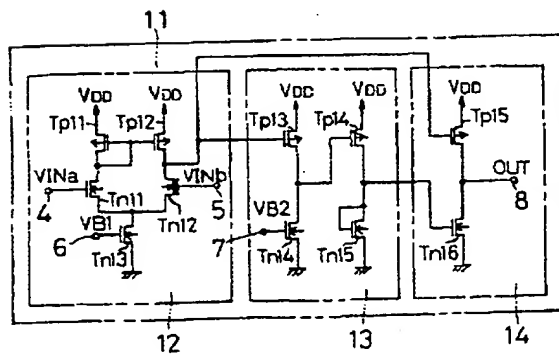 11
VDD VDD VDD VDD VDD
Tp11 Tp12 Tp13 Tp14 Tp15
VINa VINb OUT
Tn11 Tn12
4 5 8
VB1 VB2
6 7
Tn13 Tn14 Tn15 Tn16
12 13 14